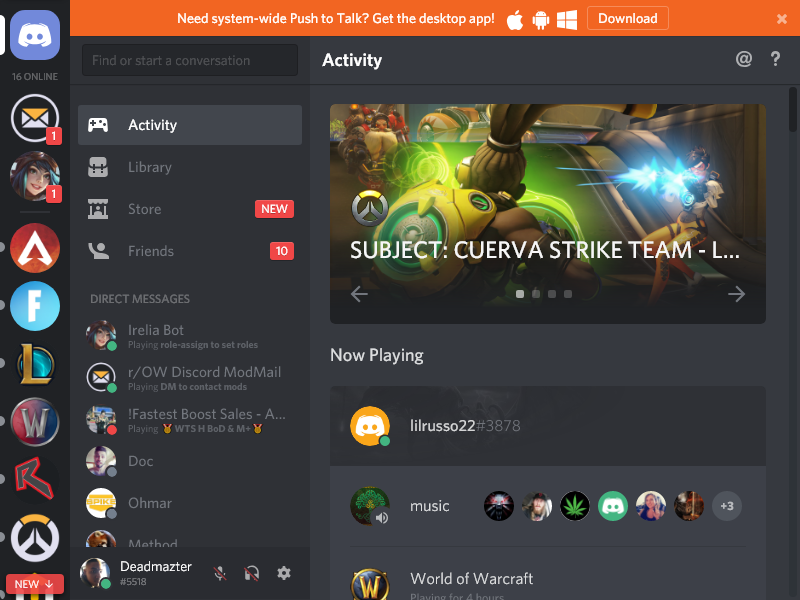 Need system-wide Push to Talk? Get the desktop app!
Download
16 ONLINE
1
1
NEW ↓
Find or start a conversation
Activity
Library
Store
NEW
Friends
10
DIRECT MESSAGES
Irelia Bot
Playing role-assign to set roles
r/OW Discord ModMail
Playing DM to contact mods
!Fastest Boost Sales - A...
Playing 🏅 WTS H BoD & M+🏅
Doc
Ohmar
Method
Deadmazter
#5518
Activity
@ ?
SUBJECT: CUERVA STRIKE TEAM - L...
Now Playing
lilrusso22#3878
music
+3
World of Warcraft
Playing for 4 hours